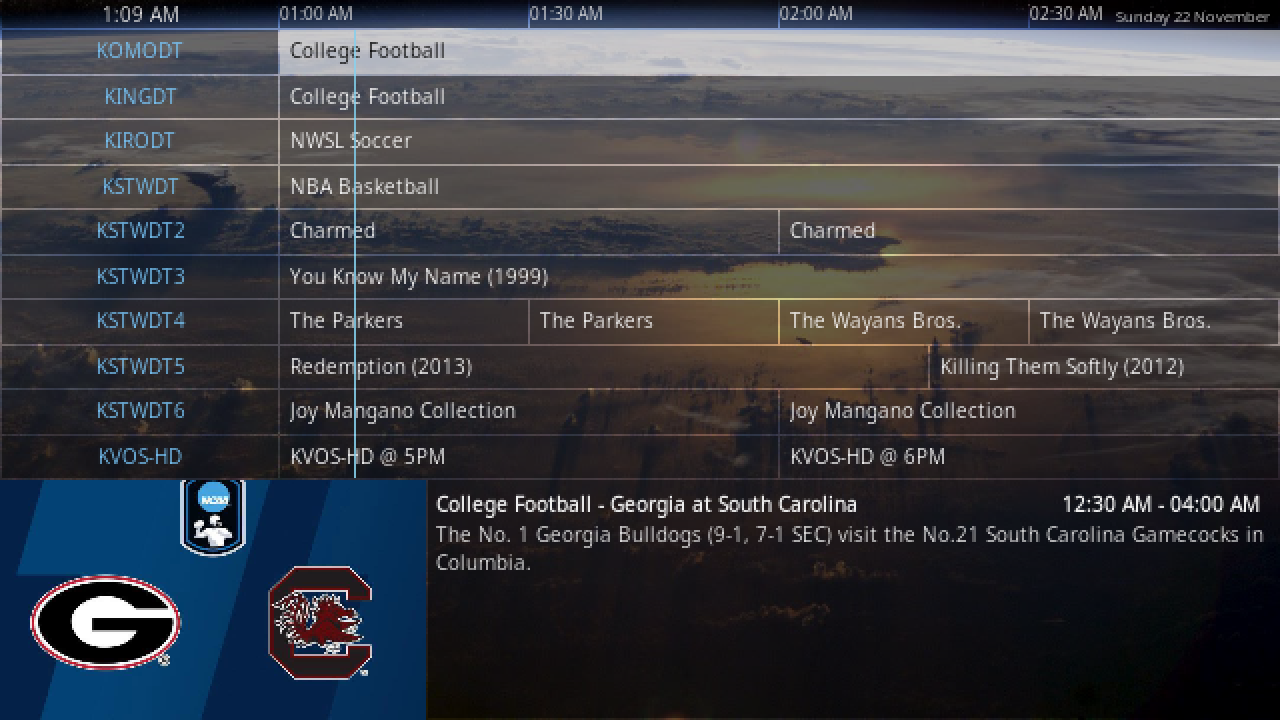 1:09 AM 01:00 AM 01:30 AM 02:00 AM 02:30 AM Sunday 22 November
KOMODT College Football
KINGDT College Football
KIRODT NWSL Soccer
KSTWDT NBA Basketball
KSTWDT2 Charmed Charmed
KSTWDT3 You Know My Name (1999)
KSTWDT4 The Parkers The Parkers The Wayans Bros. The Wayans Bros.
KSTWDT5 Redemption (2013) Killing Them Softly (2012)
KSTWDT6 Joy Mangano Collection Joy Mangano Collection
KVOS-HD KVOS-HD @ 5PM KVOS-HD @ 6PM
NCAA
G
C
College Football - Georgia at South Carolina 12:30 AM - 04:00 AM
The No. 1 Georgia Bulldogs (9-1, 7-1 SEC) visit the No.21 South Carolina Gamecocks in
Columbia.